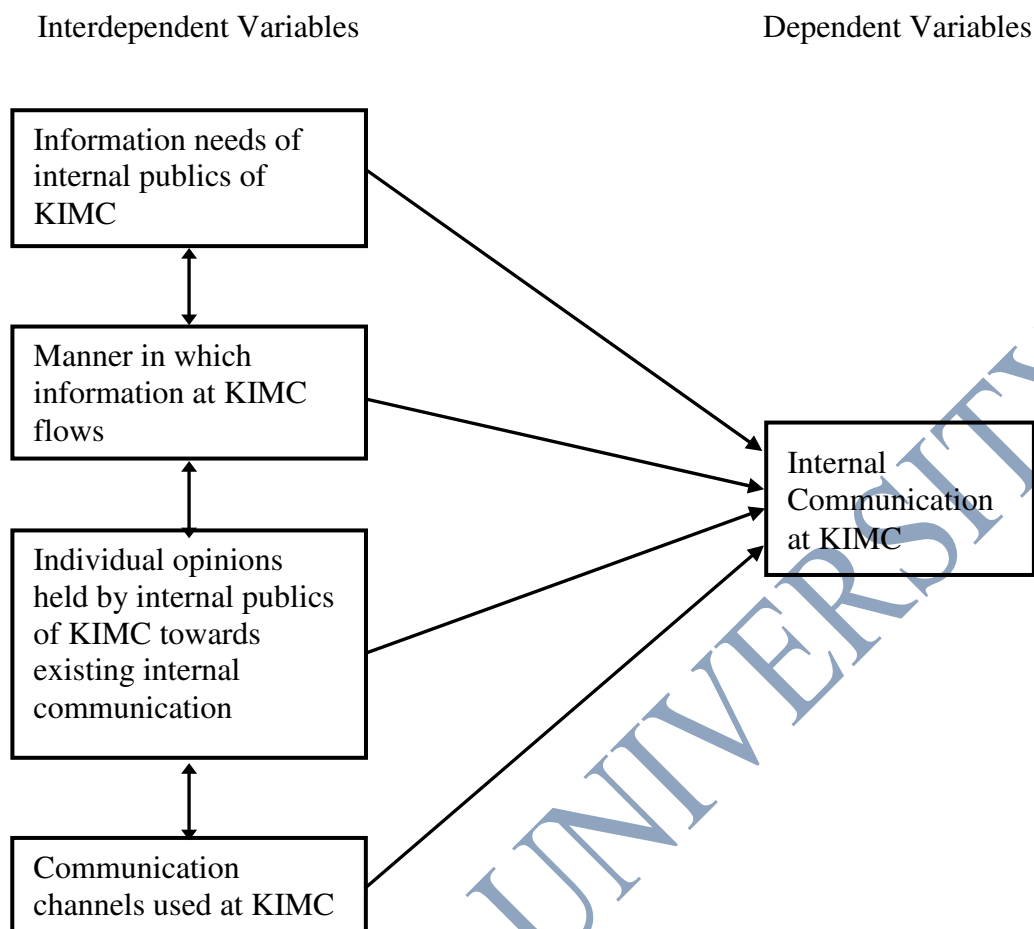 Interdependent Variables
Dependent Variables
Information needs of
internal publics of
KIMC
Manner in which
information at KIMC
flows
Individual opinions
held by internal publics
of KIMC towards
existing internal
communication
Communication
channels used at KIMC
Internal
Communication
at KIMC
UNIVERSITY